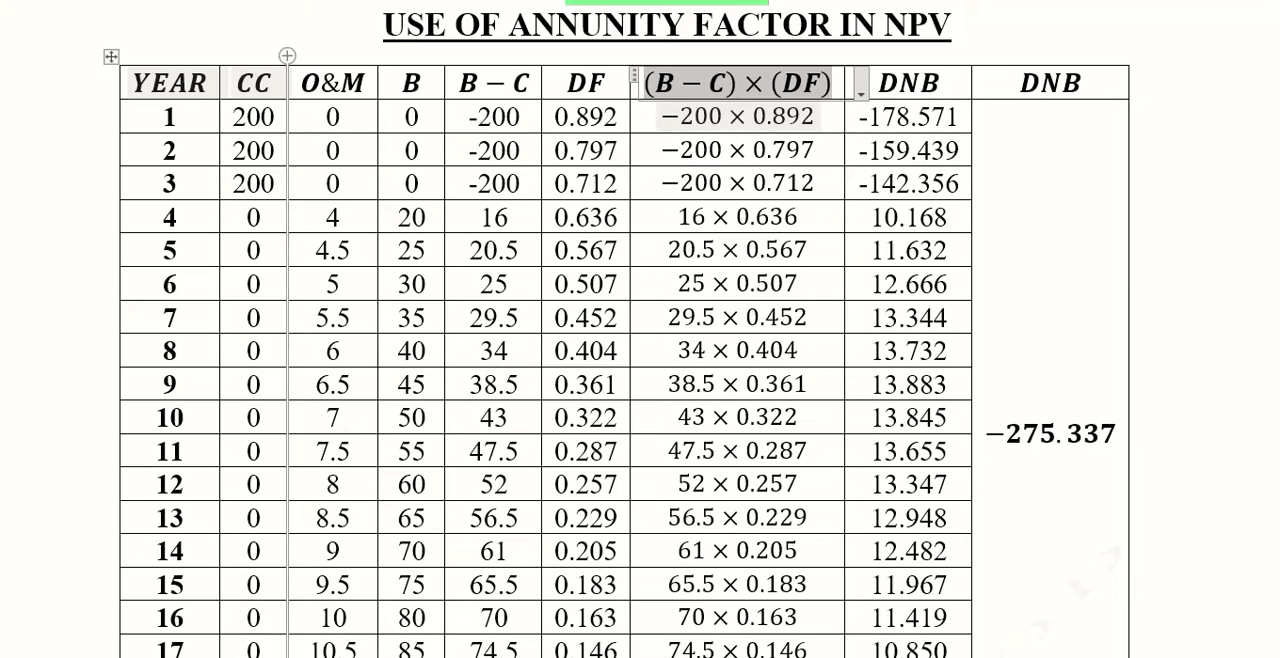 USE OF ANNUNITY FACTOR IN NPV
YEAR CC O&M B B − C DF (B − C) × (DF) DNB DNB
1 200 0 0 -200 0.892 −200 × 0.892 -178.571
2 200 0 0 -200 0.797 −200 × 0.797 -159.439
3 200 0 0 -200 0.712 −200 × 0.712 -142.356
4 0 4 20 16 0.636 16 × 0.636 10.168
5 0 4.5 25 20.5 0.567 20.5 × 0.567 11.632
6 0 5 30 25 0.507 25 × 0.507 12.666
7 0 5.5 35 29.5 0.452 29.5 × 0.452 13.344
8 0 6 40 34 0.404 34 × 0.404 13.732
9 0 6.5 45 38.5 0.361 38.5 × 0.361 13.883
10 0 7 50 43 0.322 43 × 0.322 13.845
−275.337
11 0 7.5 55 47.5 0.287 47.5 × 0.287 13.655
12 0 8 60 52 0.257 52 × 0.257 13.347
13 0 8.5 65 56.5 0.229 56.5 × 0.229 12.948
14 0 9 70 61 0.205 61 × 0.205 12.482
15 0 9.5 75 65.5 0.183 65.5 × 0.183 11.967
16 0 10 80 70 0.163 70 × 0.163 11.419
17 0 10.5 85 74.5 0.146 74.5 × 0.146 10.850